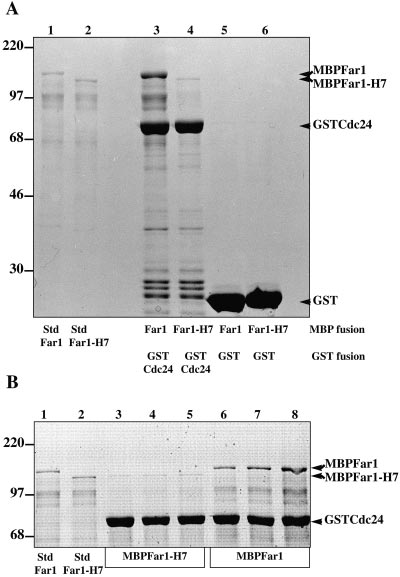 A
1 2 3 4 5 6
220
MBPFar1
MBPFar1-H7
97
GSTCdc24
68
46
30
GST
Std Std Far1 Far1-H7 Far1 Far1-H7 MBP fusion
Far1 Far1-H7
GST GST GST GST GST fusion
Cdc24 Cdc24
B
1 2 3 4 5 6 7 8
220
MBPFar1
MBPFar1-H7
97
GSTCdc24
68
Std Std MBPFar1-H7 MBPFar1
Far1 Far1-H7